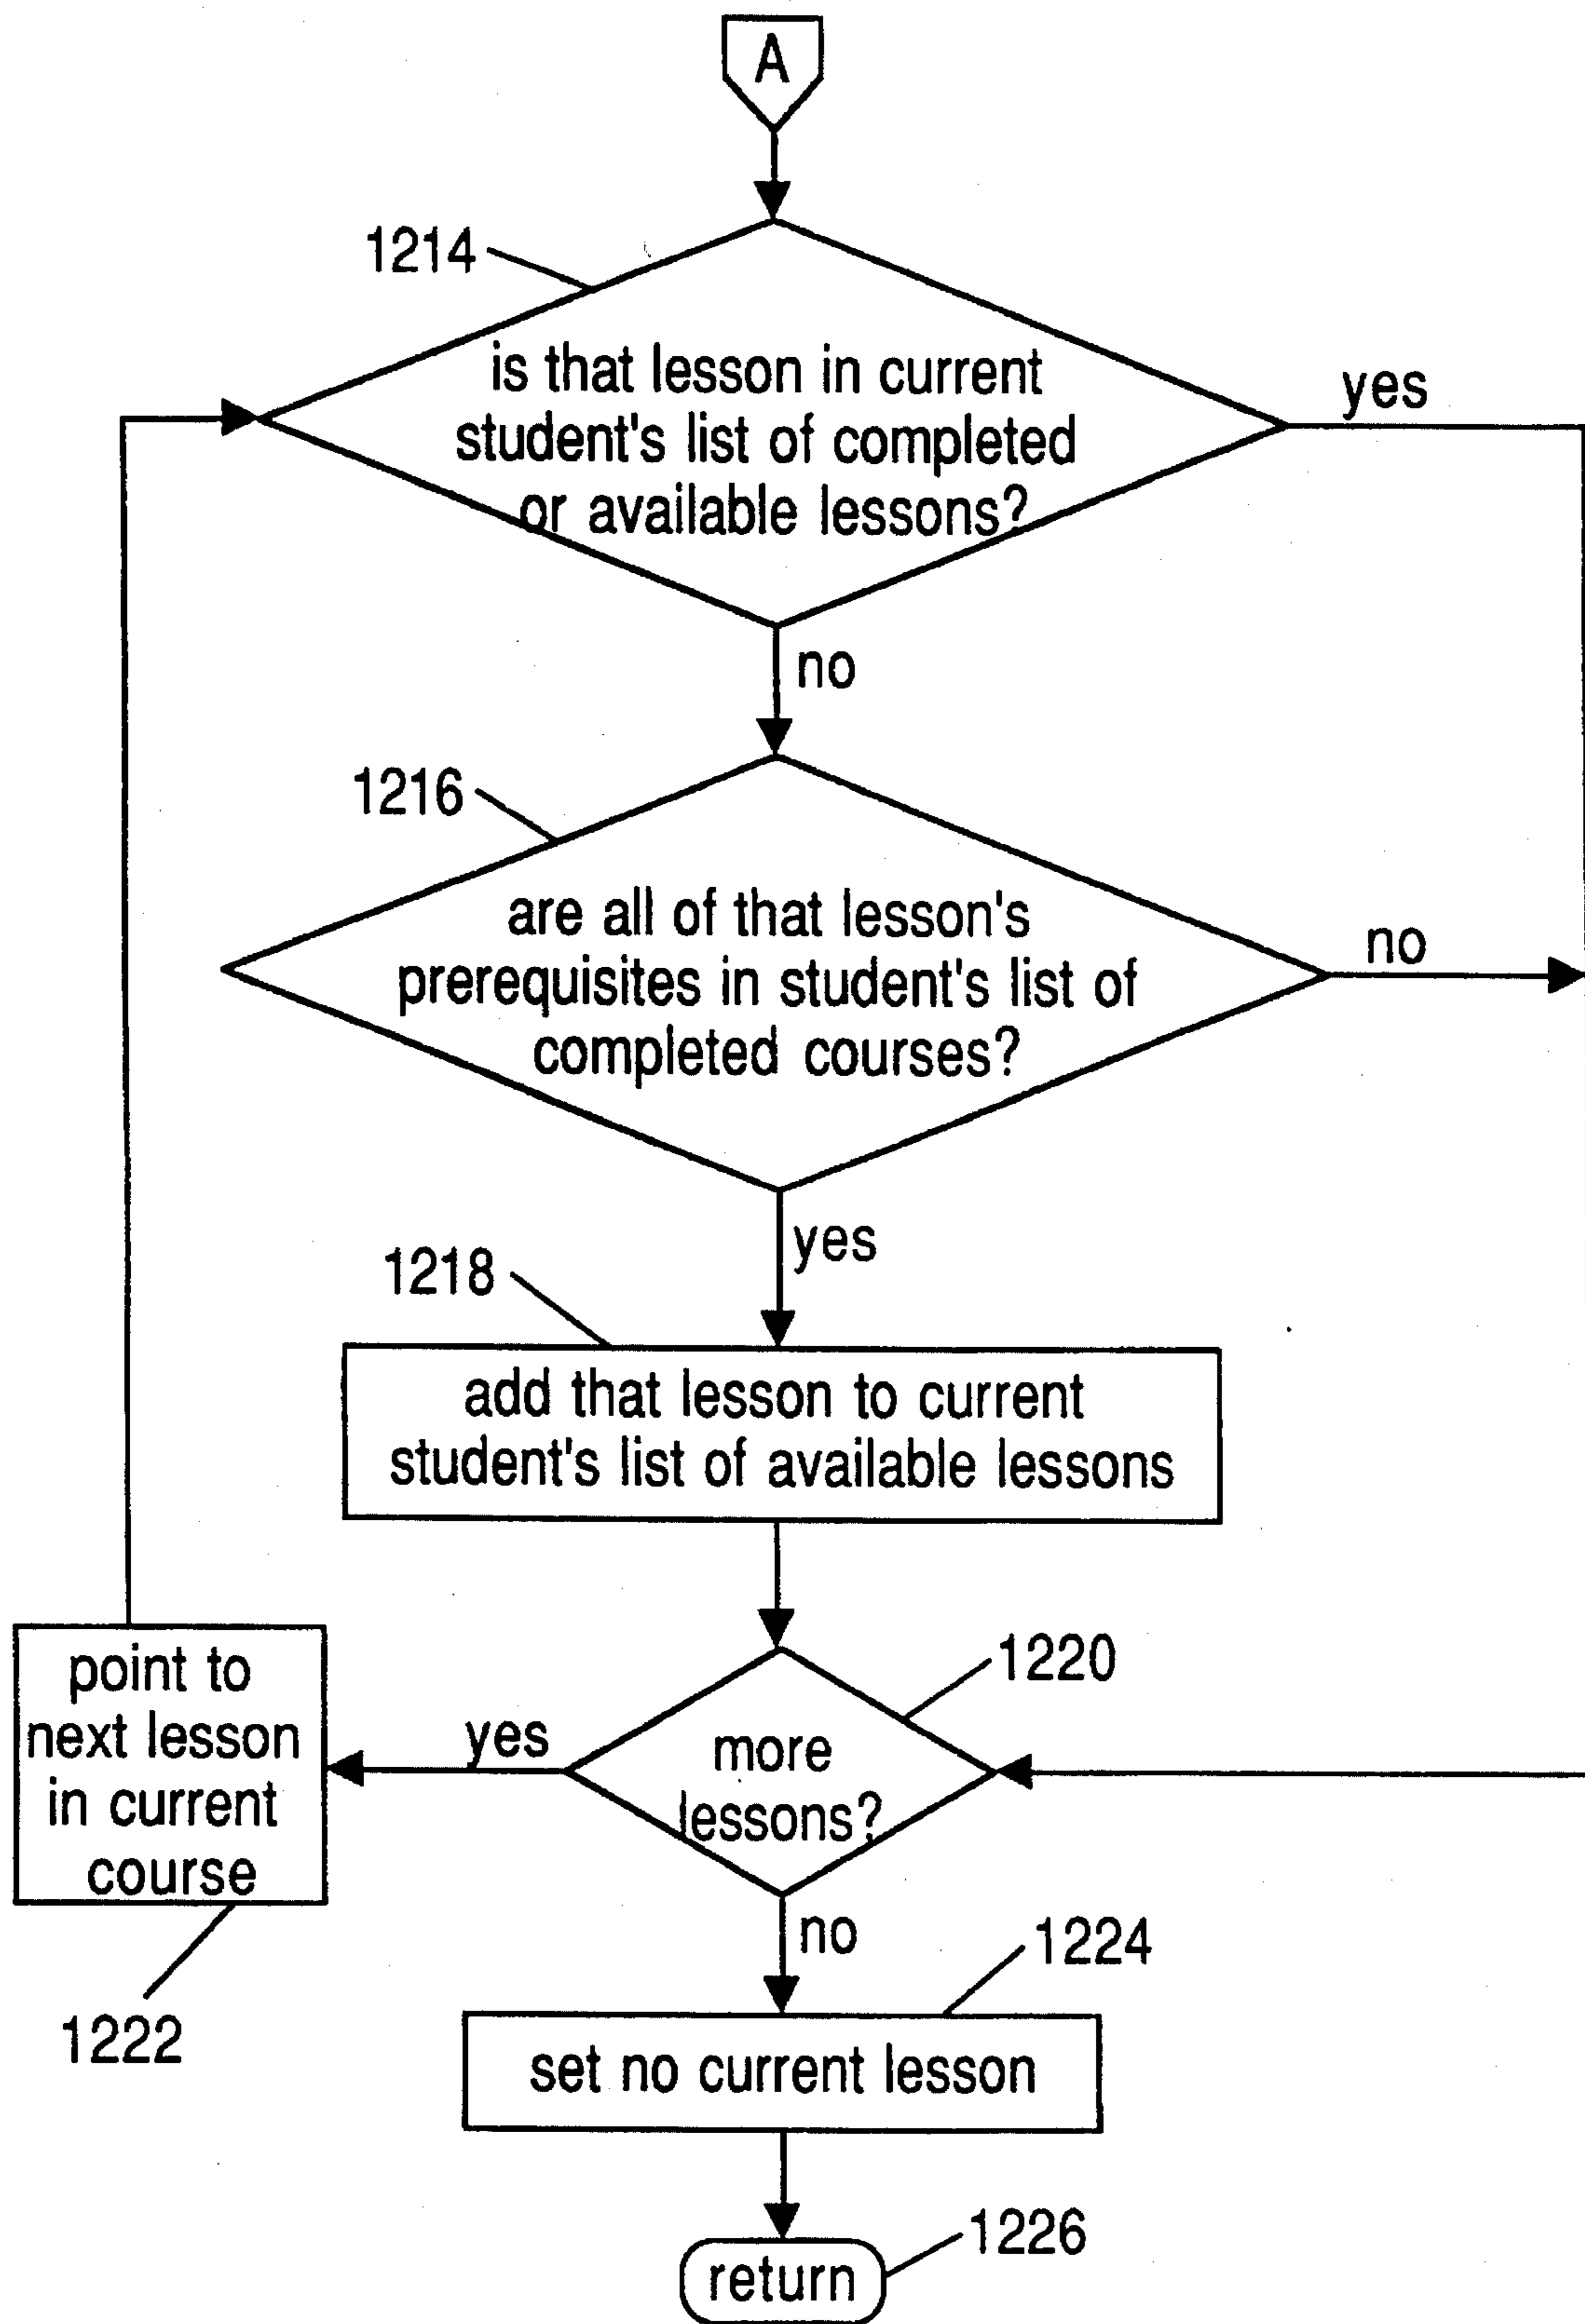 A
1214
is that lesson in current
student's list of completed
or available lessons?
yes
no
1216
are all of that lesson's
prerequisites in student's list of
completed courses?
no
yes
1218
add that lesson to current
student's list of available lessons
1220
more
lessons?
yes
point to
next lesson
in current
course
1222
no
1224
set no current lesson
1226
return